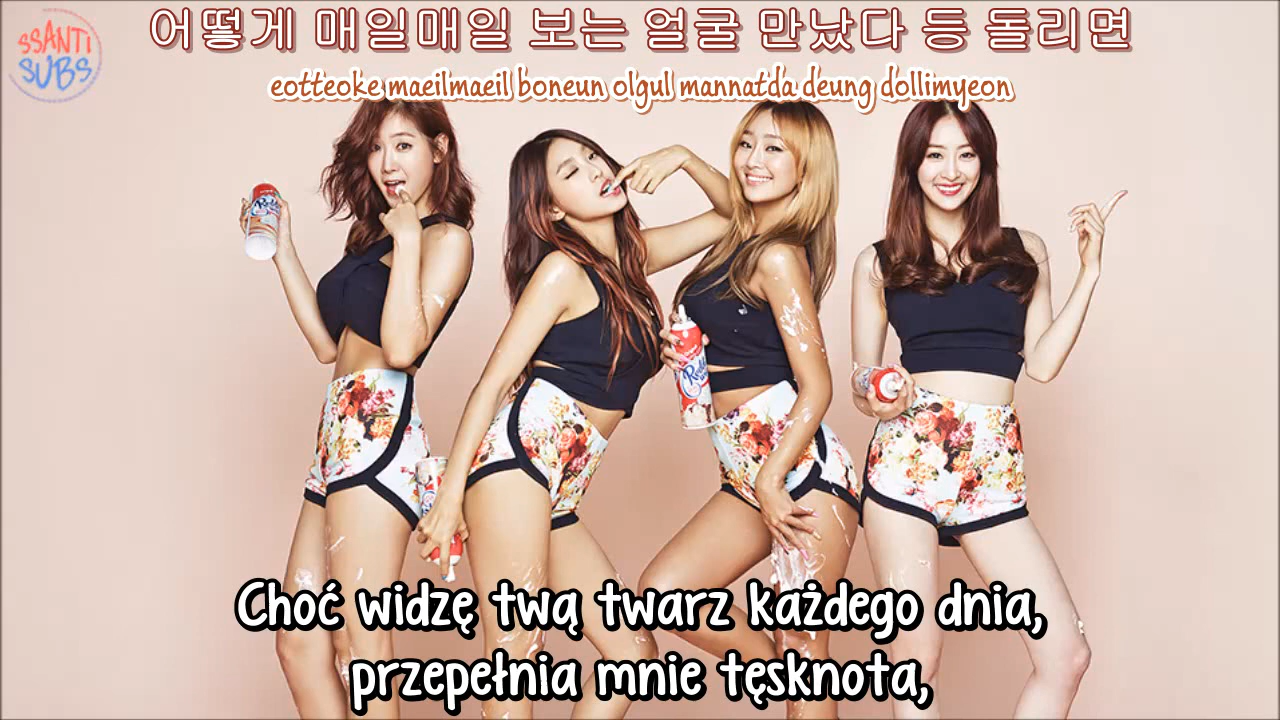 SSANTI
SUBS
어떻게 매일매일 보는 얼굴 만났다 등 돌리면
eotteoke maeilmaeil boneun olgul mannatda deung dollimyeon
Choć widzę twą twarz każdego dnia,
przepełnia mnie tęsknota,